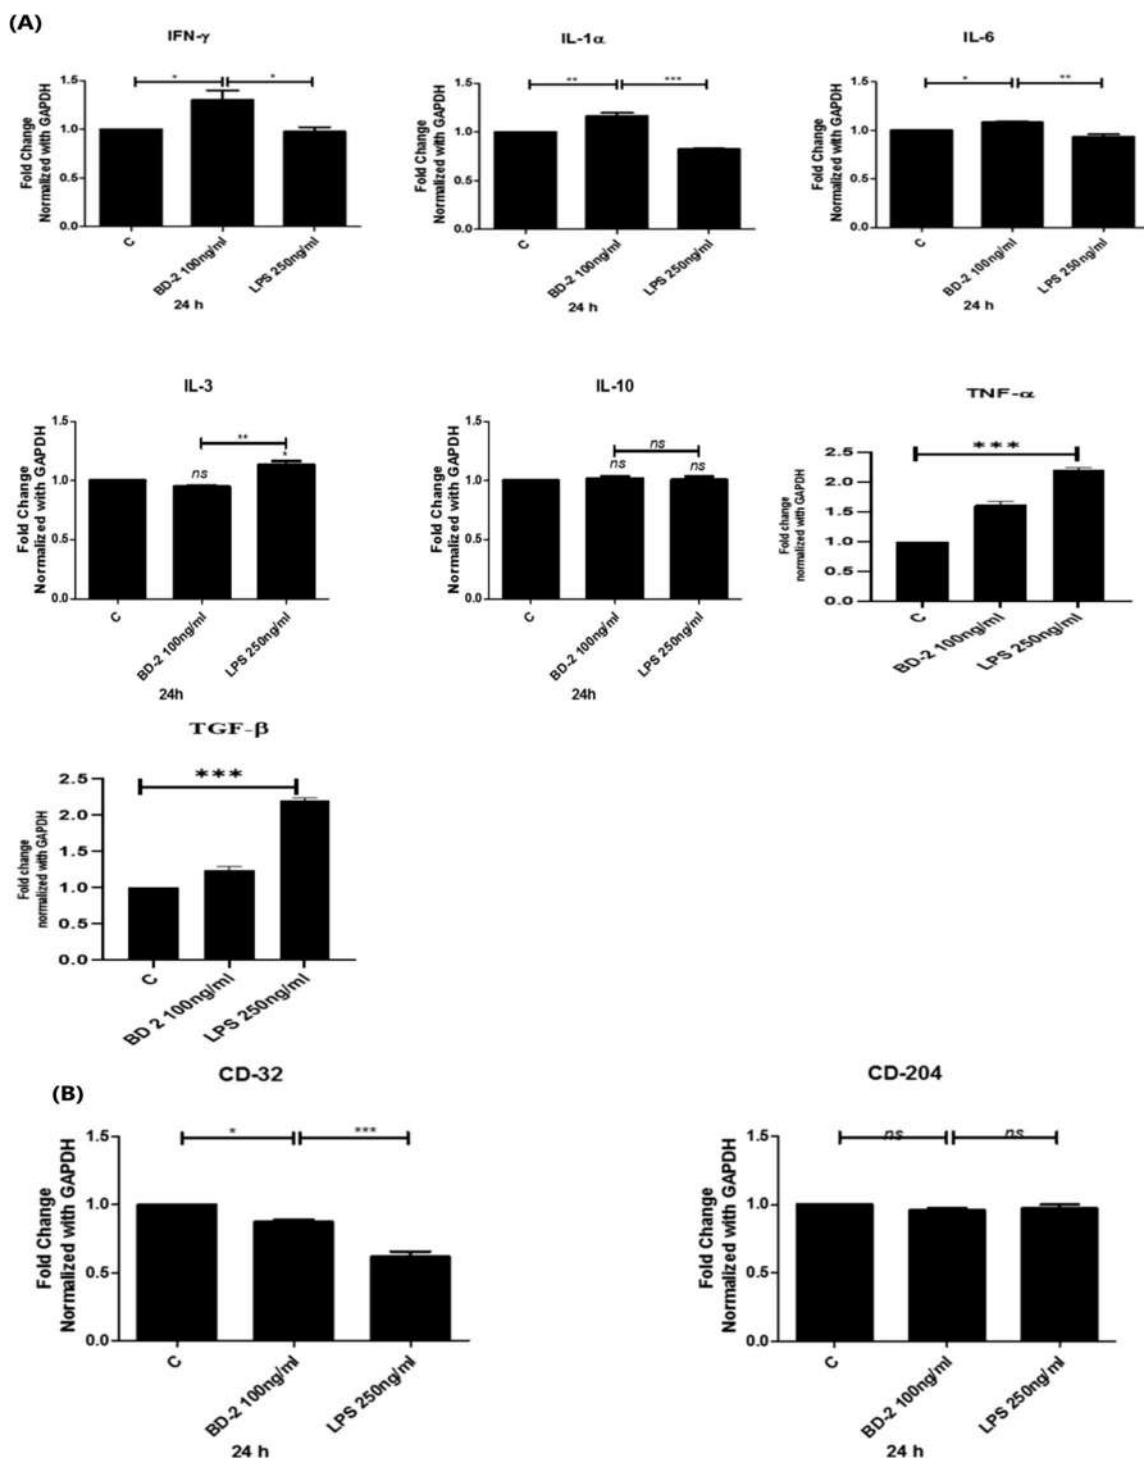 (A)
IFN-γ
Fold Change
Normalized with GAPDH
1.5
1.0
0.5
0.0
*
*
C
BD-2 100ng/ml
LPS 250ng/ml
24 h
IL-1α
Fold Change
Normalized with GAPDH
1.5
1.0
0.5
0.0
**
***
C
BD-2 100ng/ml
LPS 250ng/ml
24 h
IL-6
Fold Change
Normalized with GAPDH
1.5
1.0
0.5
0.0
*
**
C
BD-2 100ng/ml
LPS 250ng/ml
24 h
IL-3
Fold Change
Normalized with GAPDH
1.5
1.0
0.5
0.0
**
ns
*
C
BD-2 100ng/ml
LPS 250ng/ml
24h
IL-10
Fold Change
Normalized with GAPDH
1.5
1.0
0.5
0.0
ns
ns
ns
C
BD-2 100ng/ml
LPS 250ng/ml
24h
TNF-α
Fold change
normalized with GAPDH
2.5
2.0
1.5
1.0
0.5
0.0
***
C
BD-2 100ng/ml
LPS 250ng/ml
TGF-β
Fold change
normalized with GAPDH
2.5
2.0
1.5
1.0
0.5
0.0
***
C
BD 2 100ng/ml
LPS 250ng/ml
(B)
CD-32
Fold Change
Normalized with GAPDH
1.5
1.0
0.5
0.0
*
***
C
BD-2 100ng/ml
LPS 250ng/ml
24 h
CD-204
Fold Change
Normalized with GAPDH
1.5
1.0
0.5
0.0
ns
ns
C
BD-2 100ng/ml
LPS 250ng/ml
24 h